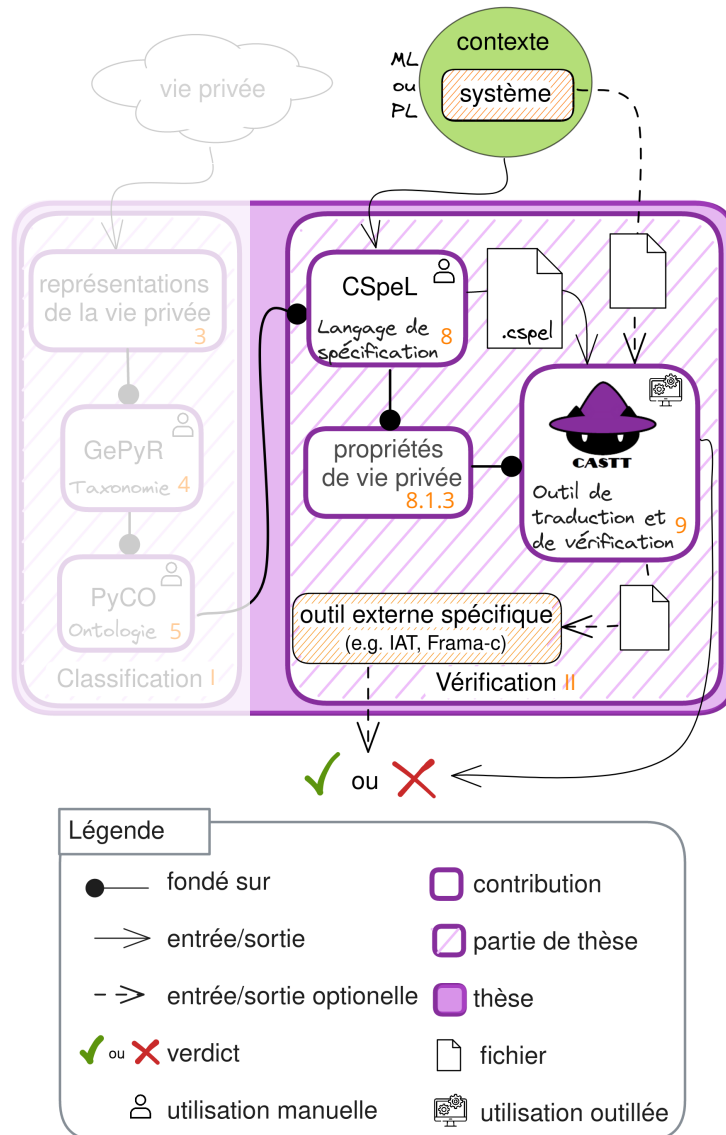 vie privée
contexte
ML
ou
PL
système
représentations
de la vie privée
3
GePyR
Taxonomie 4
PyCO
Ontologie 5
Classification I
CSpeL
Langage de
spécification 8
.cspel
propriétés
de vie privée
8.1.3
CASTT
Outil de
traduction et
de vérification 9
outil externe spécifique
(e.g. IAT, Frama-c)
Vérification II
ou
Légende
fondé sur
entrée/sortie
entrée/sortie optionelle
ou verdict
utilisation manuelle
contribution
partie de thèse
thèse
fichier
utilisation outillée